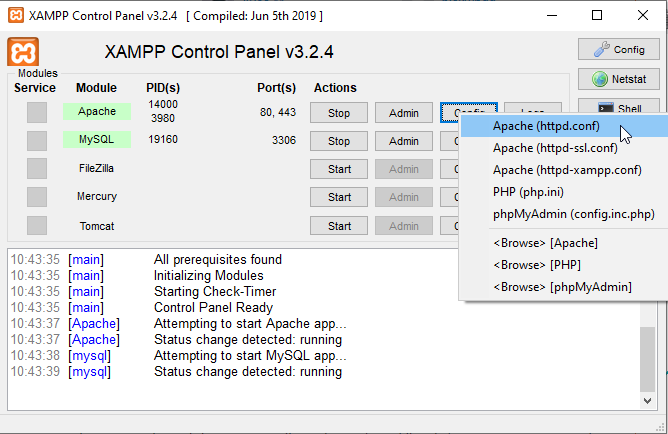 XAMPP Control Panel v3.2.4 [ Compiled: Jun 5th 2019 ]
XAMPP Control Panel v3.2.4
Config
Netstat
Shell
Modules
Service Module PID(s) Port(s) Actions
Apache 14000 3980 80, 443 Stop Admin Config Logs
MySQL 19160 3306 Stop Admin
FileZilla Start Admin
Mercury Start Admin
Tomcat Start Admin
Apache (httpd.conf)
Apache (httpd-ssl.conf)
Apache (httpd-xampp.conf)
PHP (php.ini)
phpMyAdmin (config.inc.php)
<Browse> [Apache]
<Browse> [PHP]
<Browse> [phpMyAdmin]
10:43:35 [main] All prerequisites found
10:43:35 [main] Initializing Modules
10:43:35 [main] Starting Check-Timer
10:43:35 [main] Control Panel Ready
10:43:37 [Apache] Attempting to start Apache app...
10:43:37 [Apache] Status change detected: running
10:43:38 [mysql] Attempting to start MySQL app...
10:43:39 [mysql] Status change detected: running